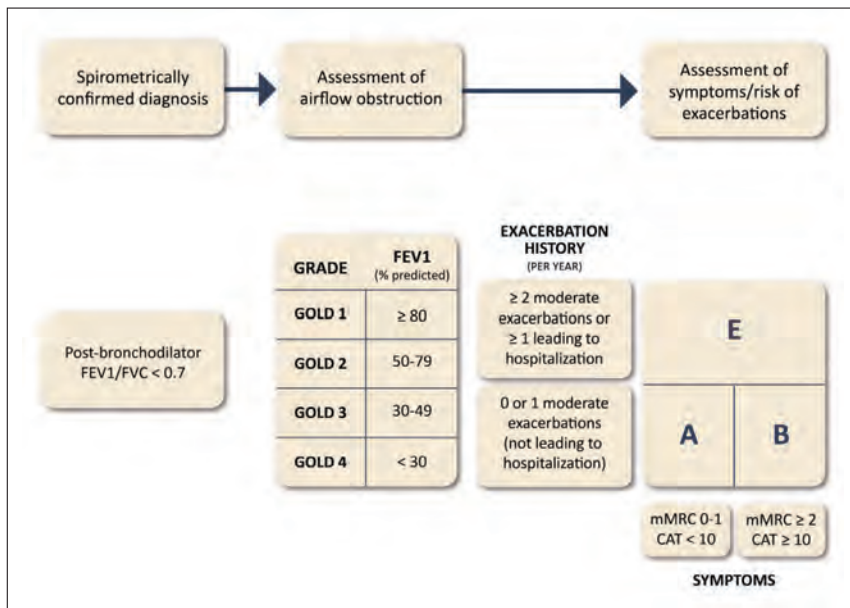 Spirometrically
confirmed diagnosis
Assessment of
airflow obstruction
Assessment of
symptoms/risk of
exacerbations
Post-bronchodilator
FEV1/FVC < 0.7
GRADE
FEV1
(% predicted)
GOLD 1
≥ 80
GOLD 2
50-79
GOLD 3
30-49
GOLD 4
< 30
EXACERBATION
HISTORY
(PER YEAR)
≥ 2 moderate
exacerbations or
≥ 1 leading to
hospitalization
0 or 1 moderate
exacerbations
(not leading to
hospitalization)
E
A
B
mMRC 0-1
CAT < 10
mMRC ≥ 2
CAT ≥ 10
SYMPTOMS